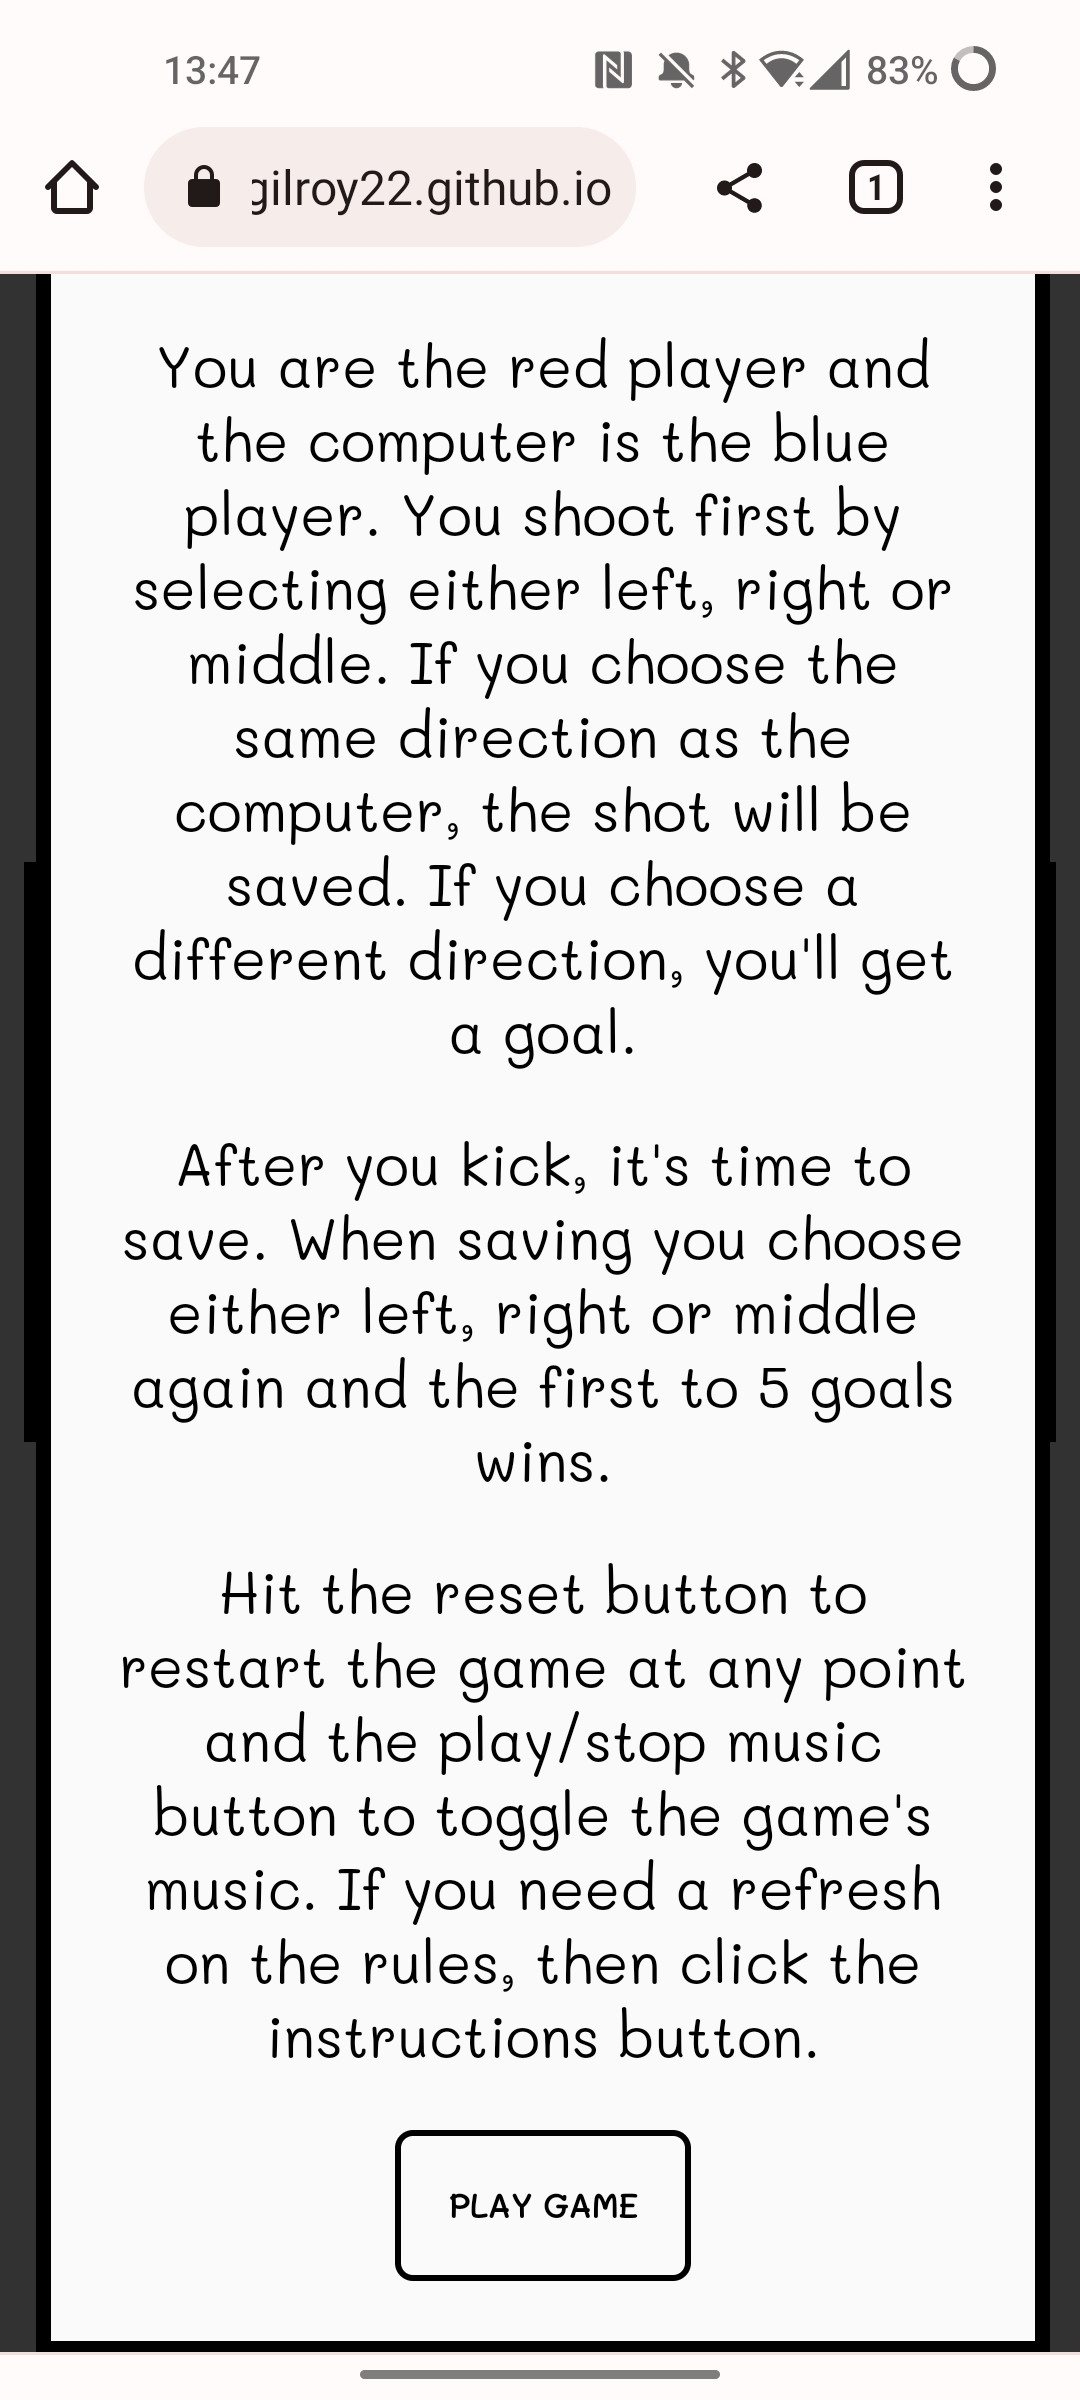 13:47
83%
gilroy22.github.io
1
You are the red player and
the computer is the blue
player. You shoot first by
selecting either left, right or
middle. If you choose the
same direction as the
computer, the shot will be
saved. If you choose a
different direction, you'll get
a goal.
After you kick, it's time to
save. When saving you choose
either left, right or middle
again and the first to 5 goals
wins.
Hit the reset button to
restart the game at any point
and the play/stop music
button to toggle the game's
music. If you need a refresh
on the rules, then click the
instructions button.
PLAY GAME